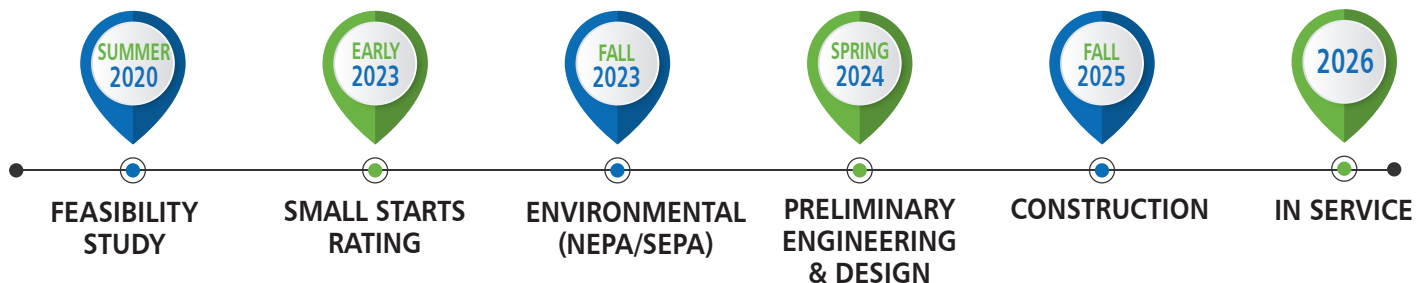 SUMMER
2020
EARLY
2023
FALL
2023
SPRING
2024
FALL
2025
2026
FEASIBILITY
STUDY
SMALL STARTS
RATING
ENVIRONMENTAL
(NEPA/SEPA)
PRELIMINARY
ENGINEERING
& DESIGN
CONSTRUCTION
IN SERVICE